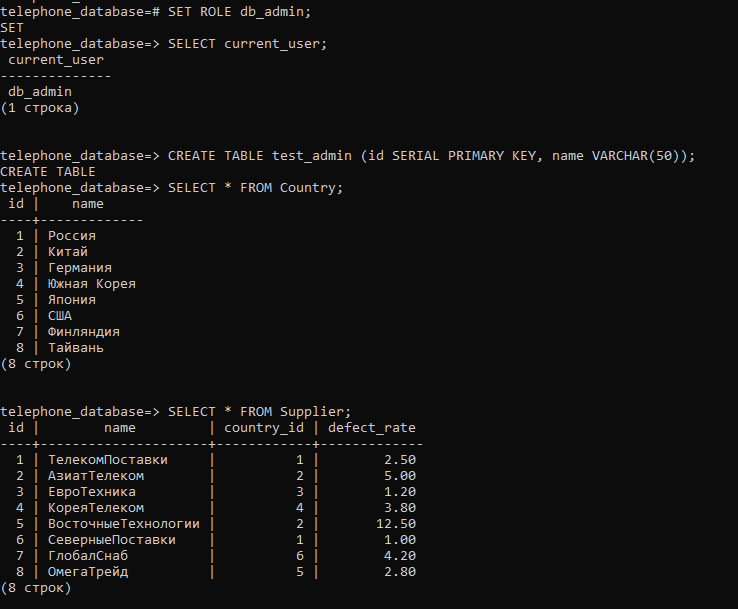 telephone_database=# SET ROLE db_admin;
SET
telephone_database=> SELECT current_user;
 current_user
--------------
 db_admin
(1 строка)


telephone_database=> CREATE TABLE test_admin (id SERIAL PRIMARY KEY, name VARCHAR(50));
CREATE TABLE
telephone_database=> SELECT * FROM Country;
 id |    name
----+-------------
  1 | Россия
  2 | Китай
  3 | Германия
  4 | Южная Корея
  5 | Япония
  6 | США
  7 | Финляндия
  8 | Тайвань
(8 строк)


telephone_database=> SELECT * FROM Supplier;
 id |        name         | country_id | defect_rate
----+---------------------+------------+-------------
  1 | ТелекомПоставки     |          1 |        2.50
  2 | АзиатТелеком        |          2 |        5.00
  3 | ЕвроТехника         |          3 |        1.20
  4 | КореяТелеком        |          4 |        3.80
  5 | ВосточныеТехнологии |          2 |       12.50
  6 | СеверныеПоставки    |          1 |        1.00
  7 | ГлобалСнаб          |          6 |        4.20
  8 | ОмегаТрейд          |          5 |        2.80
(8 строк)